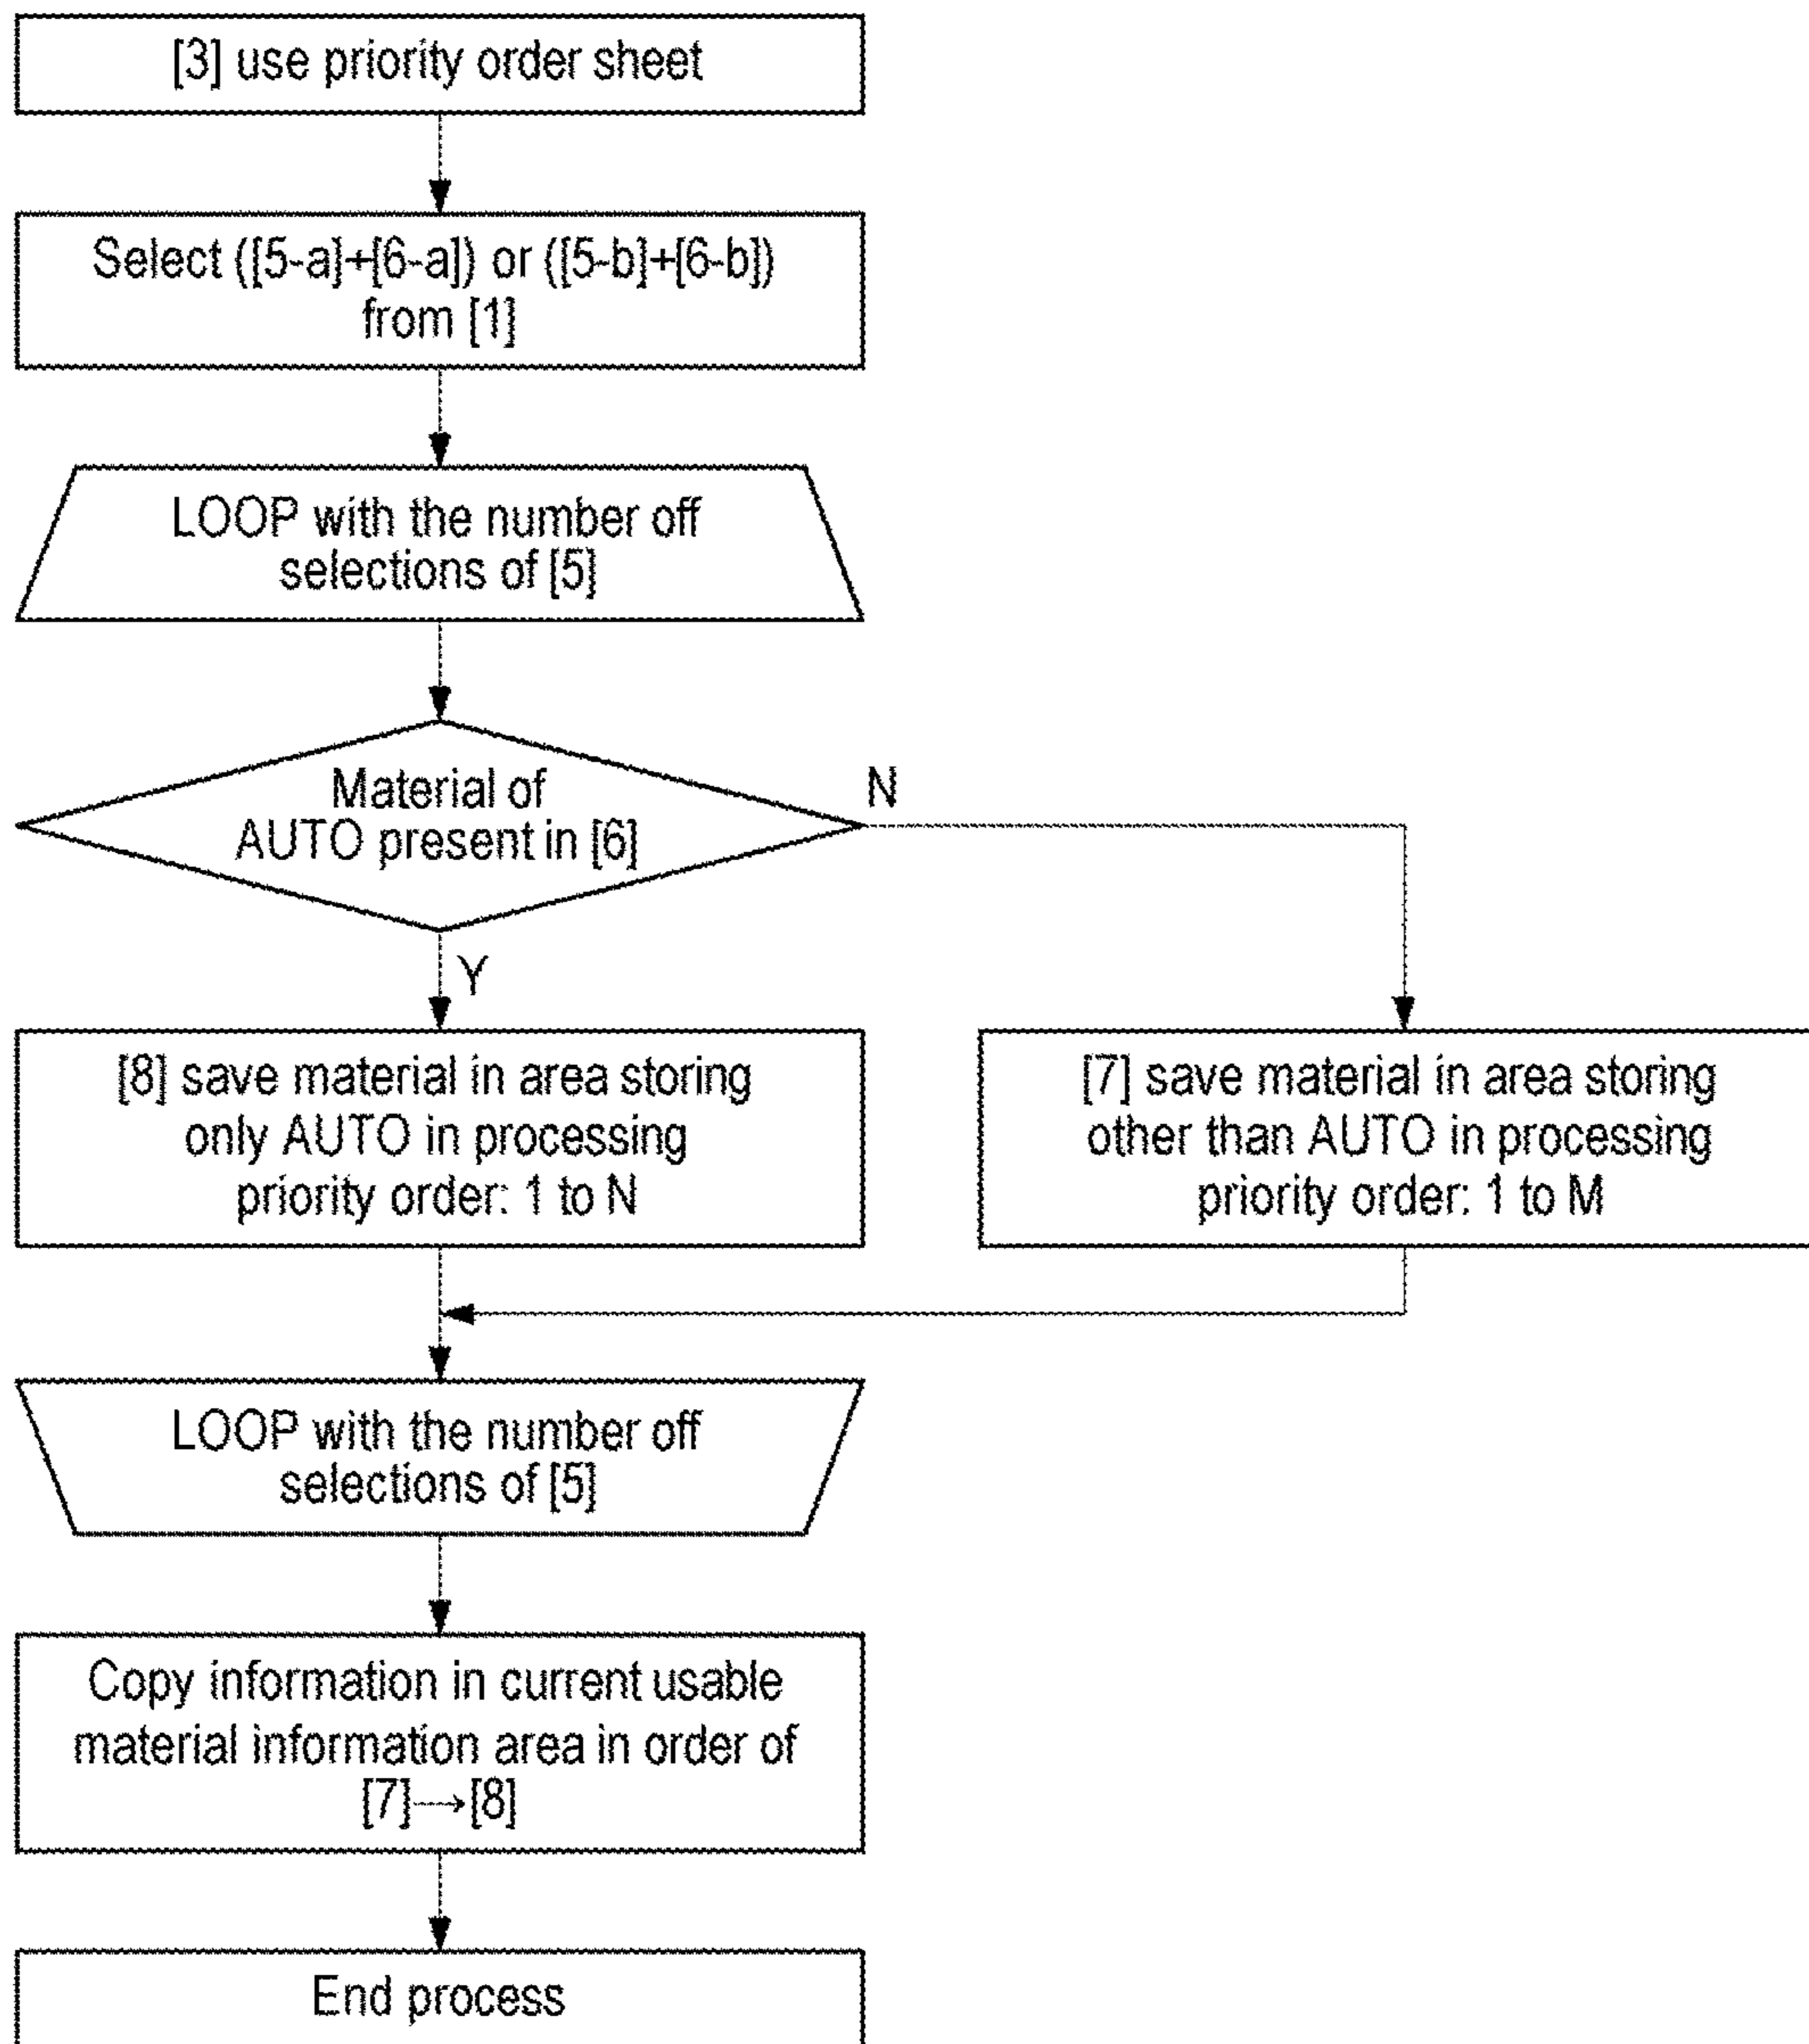 [3] use priority order sheet
Select ([5-a]+[6-a]) or ([5-b]+[6-b])
from [1]
LOOP with the number off
selections of [5]
Material of
AUTO present in [6]
N
Y
[8] save material in area storing
only AUTO in processing
priority order: 1 to N
[7] save material in area storing
other than AUTO in processing
priority order: 1 to M
LOOP with the number off
selections of [5]
Copy information in current usable
material information area in order of
[7]→[8]
End process